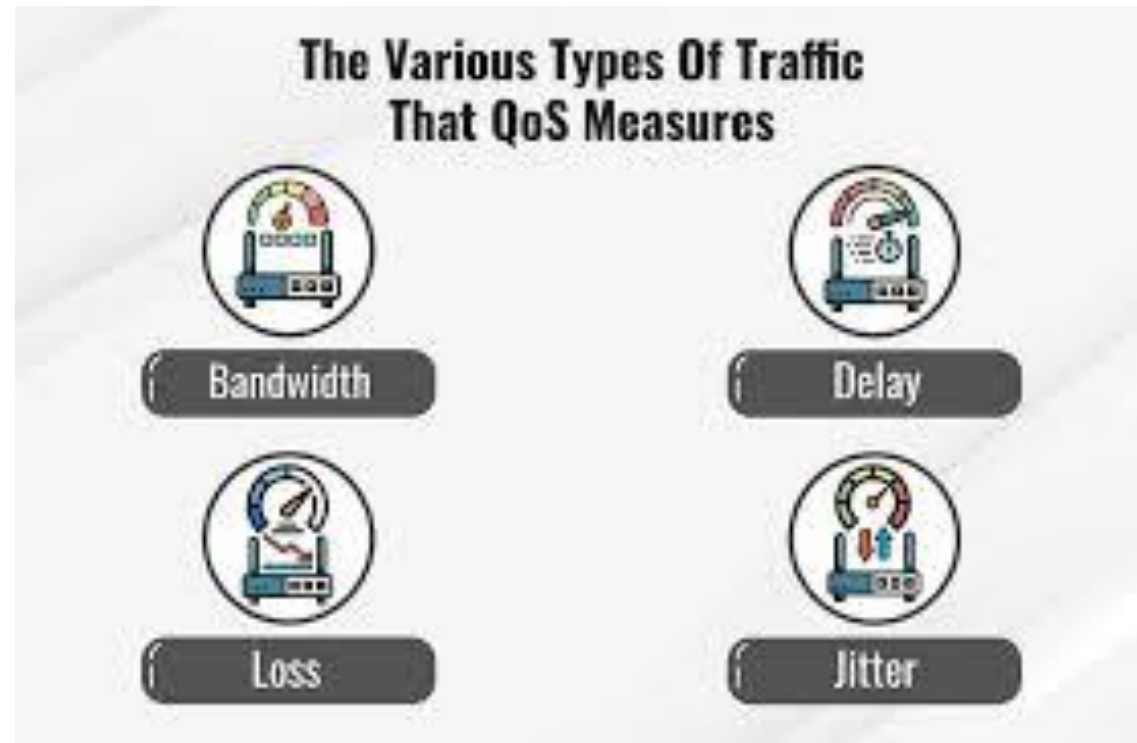 The Various Types Of Traffic
That QoS Measures
Bandwidth
Delay
Loss
Jitter